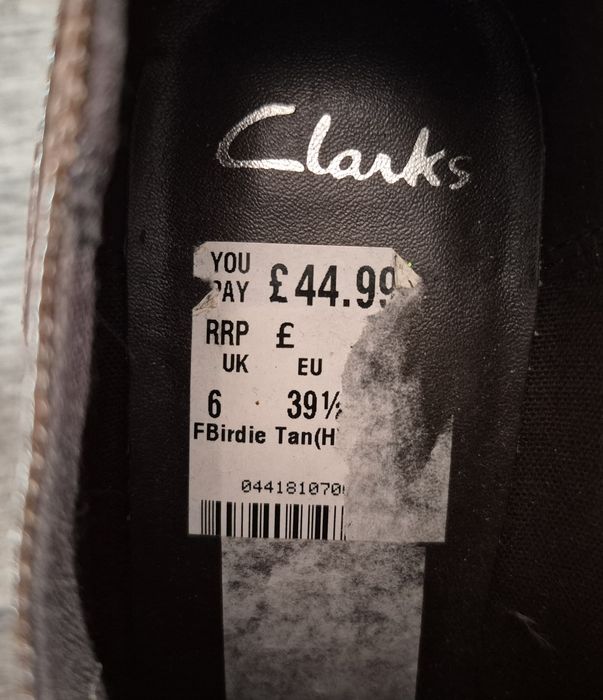 Clarks
YOU
PAY £44.99
RRP £
UK EU
6 39½
FBirdie Tan(H
044181070